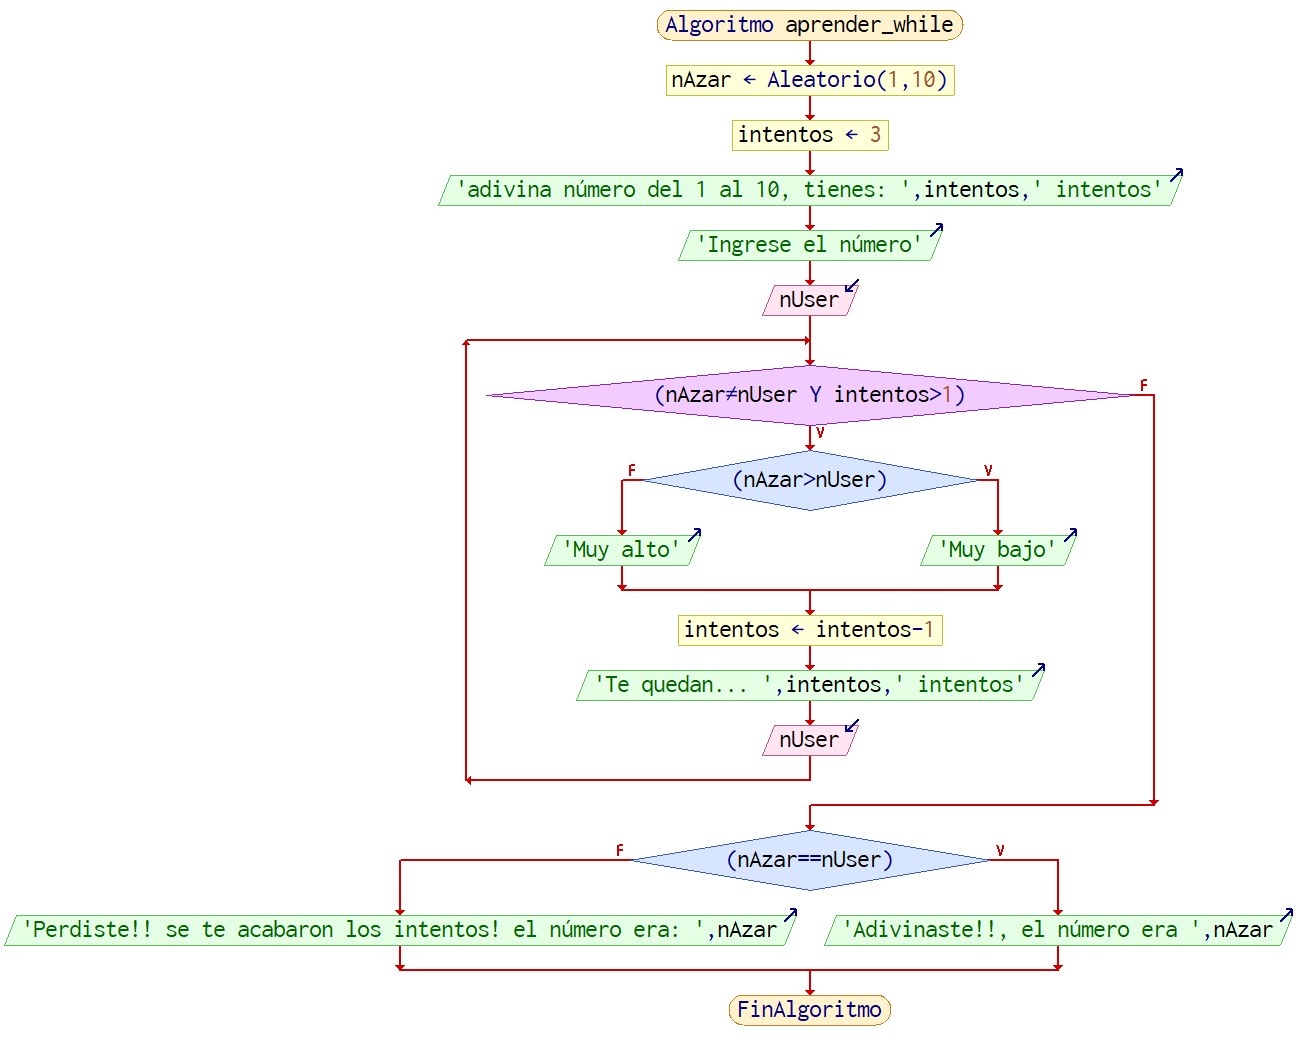 Algoritmo aprender_while
nAzar ← Aleatorio(1,10)
intentos ← 3
'adivina número del 1 al 10, tienes: ',intentos,' intentos'
'Ingrese el número'
nUser
(nAzar≠nUser Y intentos>1)
F
V
(nAzar>nUser)
F
V
'Muy alto'
'Muy bajo'
intentos ← intentos-1
'Te quedan... ',intentos,' intentos'
nUser
(nAzar==nUser)
F
V
'Perdiste!! se te acabaron los intentos! el número era: ',nAzar
'Adivinaste!!, el número era ',nAzar
FinAlgoritmo